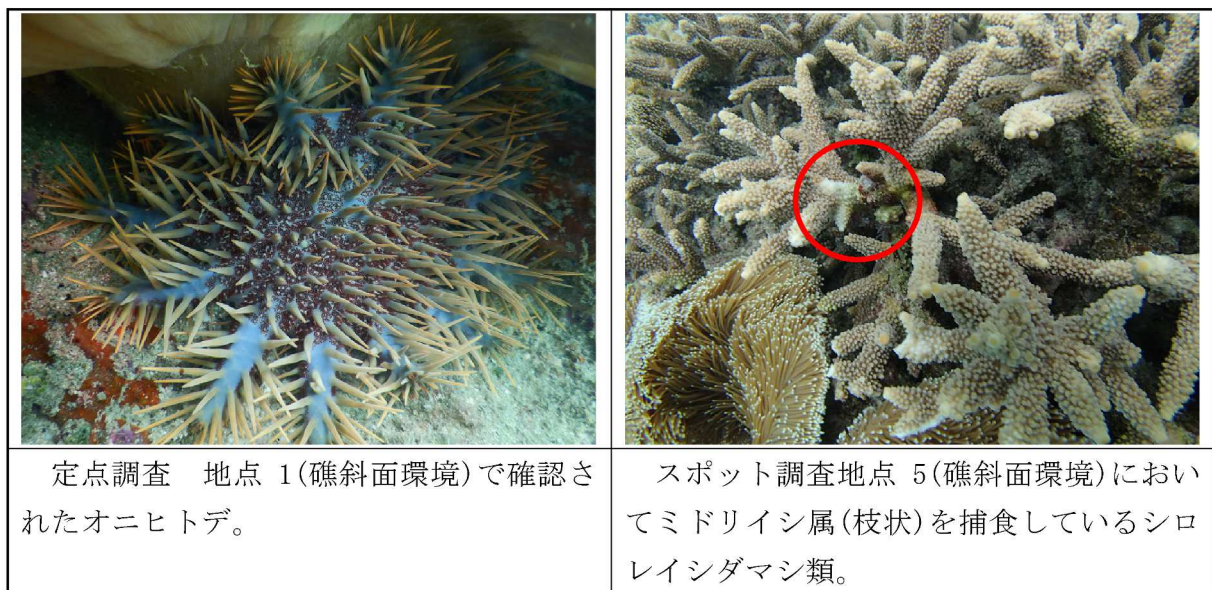 定点調査　地点 1(礁斜面環境)で確認さ
れたオニヒトデ。
スポット調査地点 5(礁斜面環境)におい
てミドリイシ属(枝状)を捕食しているシロ
レイシダマシ類。